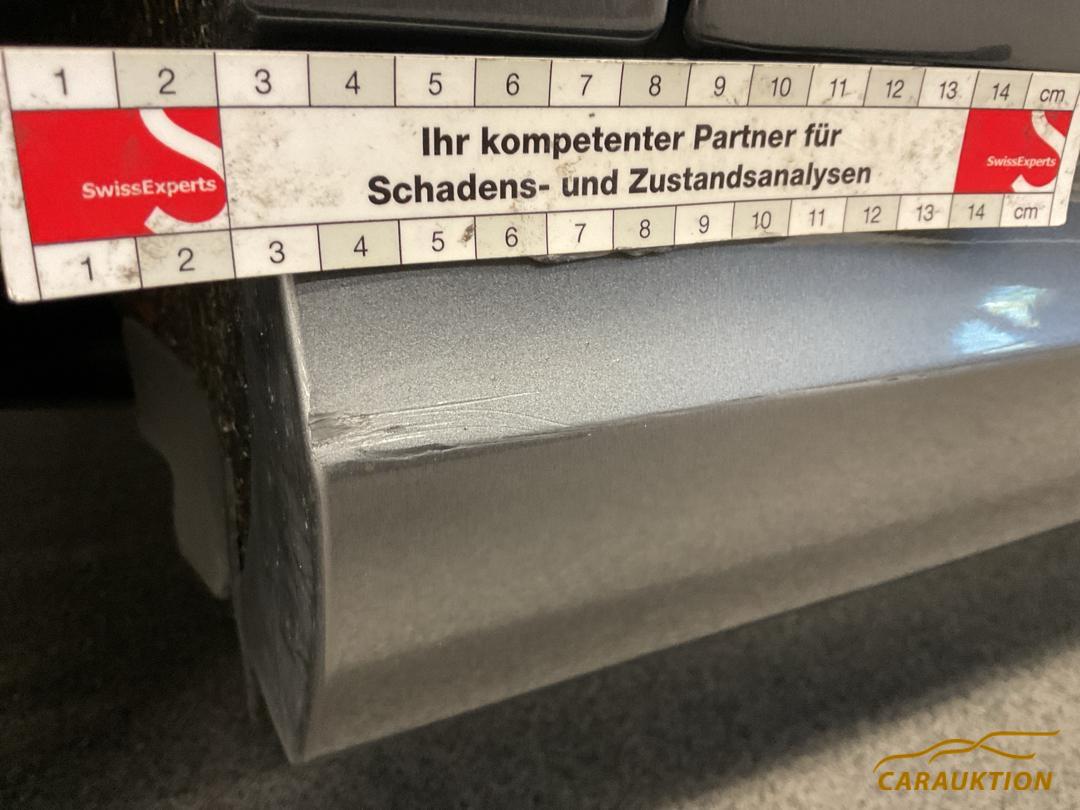 1 2 3 4 5 6 7 8 9 10 11 12 13 14 cm
Ihr kompetenter Partner für
SwissExperts
SwissExperts
Schadens- und Zustandsanalysen
1 2 3 4 5 6 7 8 9 10 11 12 13 14 cm
CARAUKTION